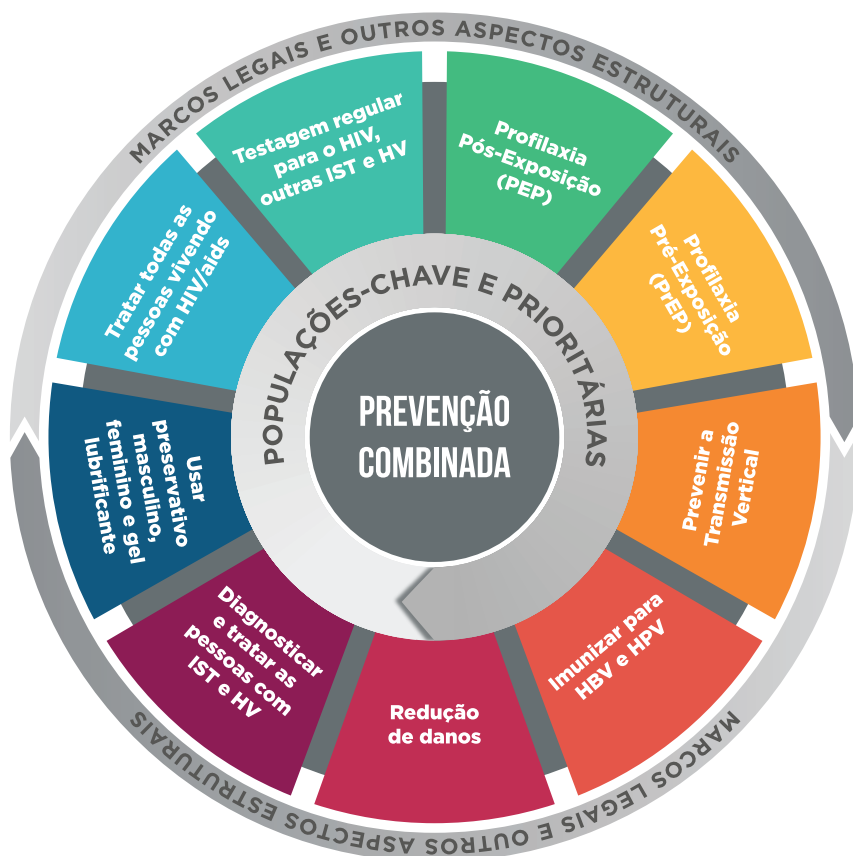 MARCOS LEGAIS E OUTROS ASPECTOS ESTRUTURAIS
Testagem regular
para o HIV,
outras IST e HV
Profilaxia
Pós-Exposição
(PEP)
Profilaxia
Pré-Exposição
(PrEP)
Prevenir a
Transmissão
Vertical
Imunizar para
HBV e HPV
Redução
de danos
Diagnosticar
e tratar as
pessoas com
IST e HV
Usar
preservativo
masculino,
feminino e gel
lubrificante
Tratar todas as
pessoas vivendo
com HIV/aids
POPULAÇÕES-CHAVE E PRIORITÁRIAS
PREVENÇÃO
COMBINADA
MARCOS LEGAIS E OUTROS ASPECTOS ESTRUTURAIS